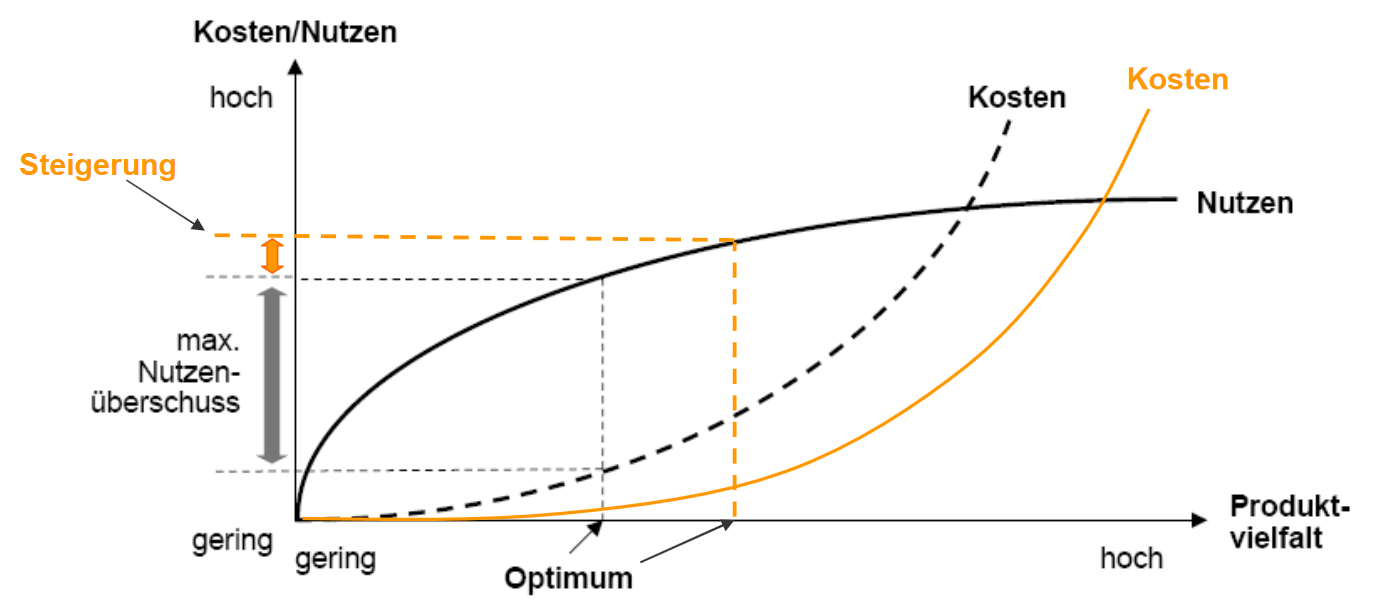 Kosten/Nutzen
hoch
Kosten
Kosten
Steigerung
Nutzen
max.
Nutzen-
überschuss
gering
gering
Optimum
hoch
Produkt-
vielfalt